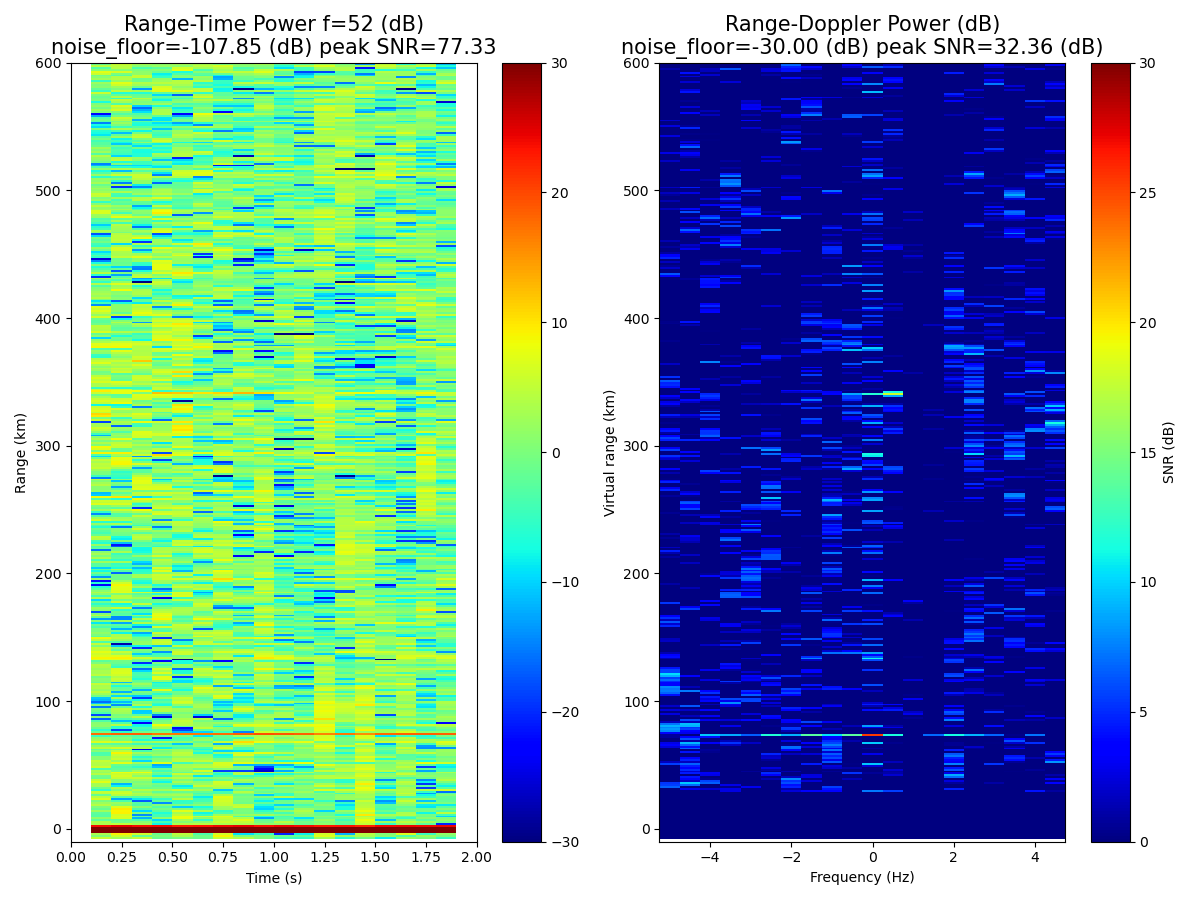 Range-Time Power f=52 (dB)
noise_floor=-107.85 (dB) peak SNR=77.33
600
500
400
300
200
100
0
Range (km)
0.00 0.25 0.50 0.75 1.00 1.25 1.50 1.75 2.00
Time (s)
30
20
10
0
−10
−20
−30
Range-Doppler Power (dB)
noise_floor=-30.00 (dB) peak SNR=32.36 (dB)
600
500
400
300
200
100
0
Virtual range (km)
−4 −2 0 2 4
Frequency (Hz)
30
25
20
15
10
5
0
SNR (dB)